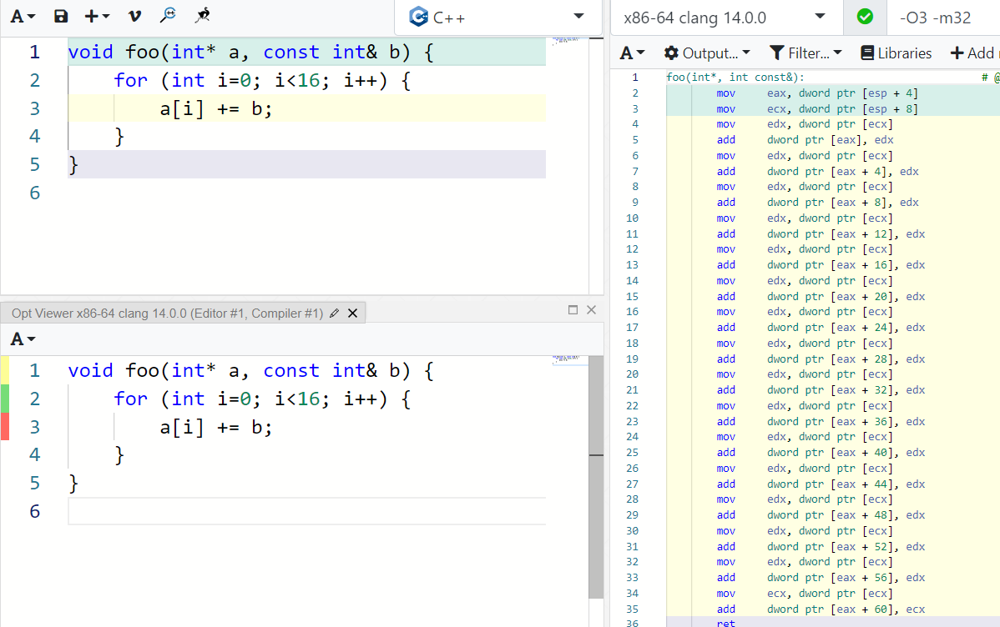 A
C++
1 void foo(int* a, const int& b) {
2 for (int i=0; i<16; i++) {
3 a[i] += b;
4 }
5 }
6
Opt Viewer x86-64 clang 14.0.0 (Editor #1, Compiler #1)
A
1 void foo(int* a, const int& b) {
2 for (int i=0; i<16; i++) {
3 a[i] += b;
4 }
5 }
6
x86-64 clang 14.0.0
-O3 -m32
A
Output...
Filter...
Libraries
+ Add
1 foo(int*, int const&): # @
2 mov eax, dword ptr [esp + 4]
3 mov ecx, dword ptr [esp + 8]
4 mov edx, dword ptr [ecx]
5 add dword ptr [eax], edx
6 mov edx, dword ptr [ecx]
7 add dword ptr [eax + 4], edx
8 mov edx, dword ptr [ecx]
9 add dword ptr [eax + 8], edx
10 mov edx, dword ptr [ecx]
11 add dword ptr [eax + 12], edx
12 mov edx, dword ptr [ecx]
13 add dword ptr [eax + 16], edx
14 mov edx, dword ptr [ecx]
15 add dword ptr [eax + 20], edx
16 mov edx, dword ptr [ecx]
17 add dword ptr [eax + 24], edx
18 mov edx, dword ptr [ecx]
19 add dword ptr [eax + 28], edx
20 mov edx, dword ptr [ecx]
21 add dword ptr [eax + 32], edx
22 mov edx, dword ptr [ecx]
23 add dword ptr [eax + 36], edx
24 mov edx, dword ptr [ecx]
25 add dword ptr [eax + 40], edx
26 mov edx, dword ptr [ecx]
27 add dword ptr [eax + 44], edx
28 mov edx, dword ptr [ecx]
29 add dword ptr [eax + 48], edx
30 mov edx, dword ptr [ecx]
31 add dword ptr [eax + 52], edx
32 mov edx, dword ptr [ecx]
33 add dword ptr [eax + 56], edx
34 mov ecx, dword ptr [ecx]
35 add dword ptr [eax + 60], ecx
36 ret